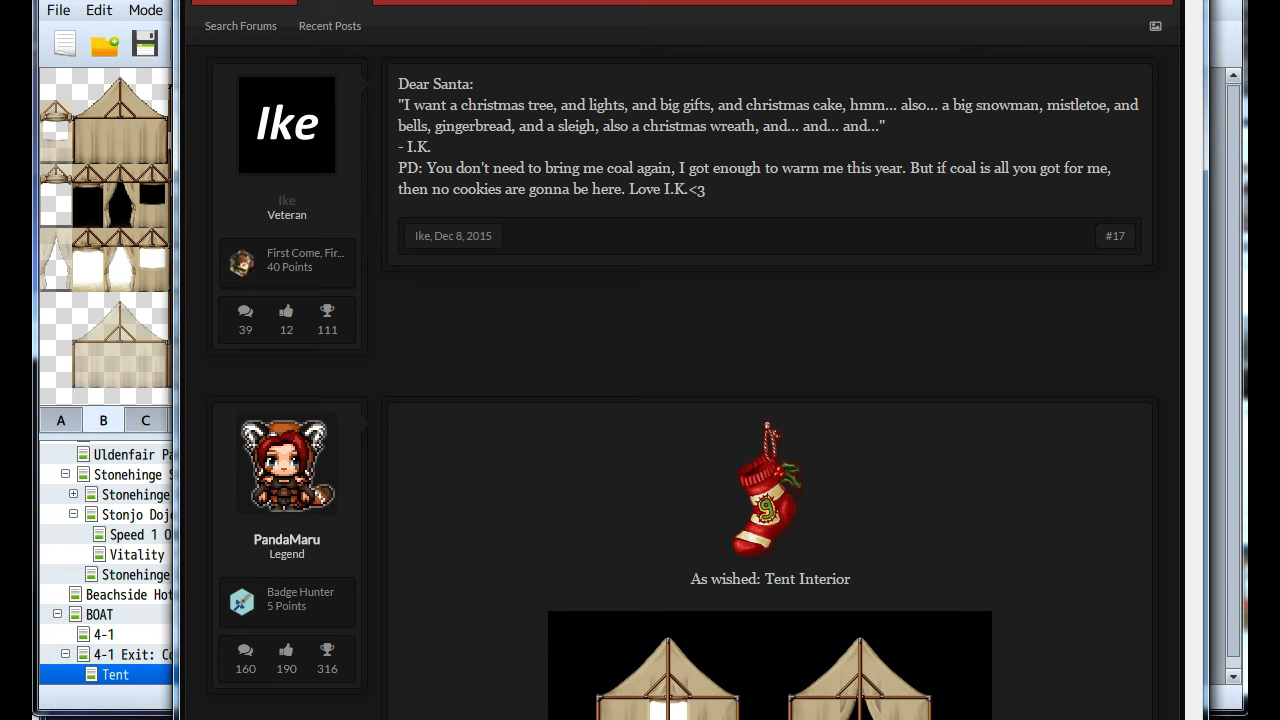 File Edit Mode
Search Forums Recent Posts
Ike
Ike
Veteran
First Come, Fir...
40 Points
39 12 111
Dear Santa:
"I want a christmas tree, and lights, and big gifts, and christmas cake, hmm... also... a big snowman, mistletoe, and
bells, gingerbread, and a sleigh, also a christmas wreath, and... and... and..."
- I.K.
PD: You don't need to bring me coal again, I got enough to warm me this year. But if coal is all you got for me,
then no cookies are gonna be here. Love I.K.<3
Ike, Dec 8, 2015 #17
A B C
Uldenfair Pa
Stonehinge S
Stonehinge
Stonjo Dojo
Speed 1 O
Vitality
Stonehinge
Beachside Hot
BOAT
4-1
4-1 Exit: Co
Tent
PandaMaru
Legend
Badge Hunter
5 Points
160 190 316
9
As wished: Tent Interior